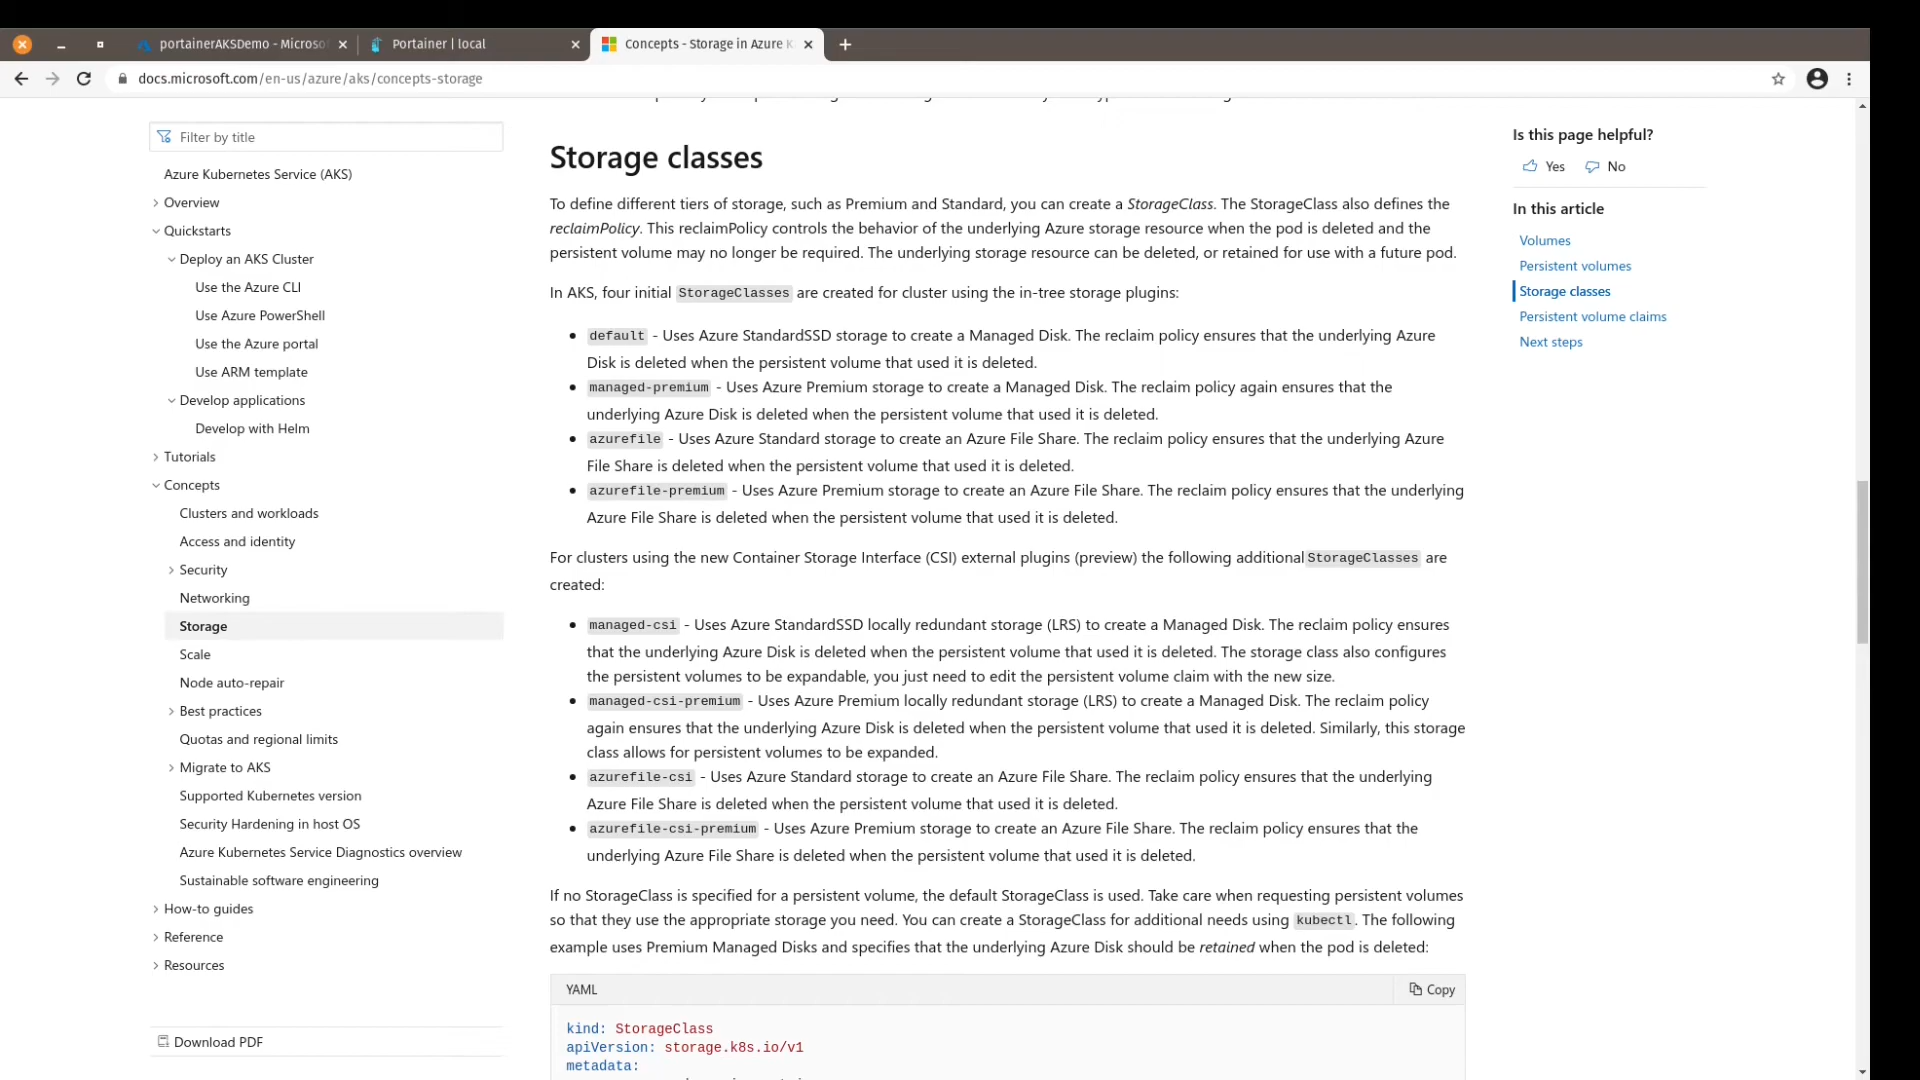 portainerAKSDemo - Microso
Portainer | local
Concepts - Storage in Azure K
docs.microsoft.com/en-us/azure/aks/concepts-storage
Filter by title
Azure Kubernetes Service (AKS)
Overview
Quickstarts
Deploy an AKS Cluster
Use the Azure CLI
Use Azure PowerShell
Use the Azure portal
Use ARM template
Develop applications
Develop with Helm
Tutorials
Concepts
Clusters and workloads
Access and identity
Security
Networking
Storage
Scale
Node auto-repair
Best practices
Quotas and regional limits
Migrate to AKS
Supported Kubernetes version
Security Hardening in host OS
Azure Kubernetes Service Diagnostics overview
Sustainable software engineering
How-to guides
Reference
Resources
Download PDF
Storage classes
To define different tiers of storage, such as Premium and Standard, you can create a StorageClass. The StorageClass also defines the
reclaimPolicy. This reclaimPolicy controls the behavior of the underlying Azure storage resource when the pod is deleted and the
persistent volume may no longer be required. The underlying storage resource can be deleted, or retained for use with a future pod.
In AKS, four initial StorageClasses are created for cluster using the in-tree storage plugins:
• default - Uses Azure StandardSSD storage to create a Managed Disk. The reclaim policy ensures that the underlying Azure
Disk is deleted when the persistent volume that used it is deleted.
• managed-premium - Uses Azure Premium storage to create a Managed Disk. The reclaim policy again ensures that the
underlying Azure Disk is deleted when the persistent volume that used it is deleted.
• azurefile - Uses Azure Standard storage to create an Azure File Share. The reclaim policy ensures that the underlying Azure
File Share is deleted when the persistent volume that used it is deleted.
• azurefile-premium - Uses Azure Premium storage to create an Azure File Share. The reclaim policy ensures that the underlying
Azure File Share is deleted when the persistent volume that used it is deleted.
For clusters using the new Container Storage Interface (CSI) external plugins (preview) the following additional StorageClasses are
created:
• managed-csi - Uses Azure StandardSSD locally redundant storage (LRS) to create a Managed Disk. The reclaim policy ensures
that the underlying Azure Disk is deleted when the persistent volume that used it is deleted. The storage class also configures
the persistent volumes to be expandable, you just need to edit the persistent volume claim with the new size.
• managed-csi-premium - Uses Azure Premium locally redundant storage (LRS) to create a Managed Disk. The reclaim policy
again ensures that the underlying Azure Disk is deleted when the persistent volume that used it is deleted. Similarly, this storage
class allows for persistent volumes to be expanded.
• azurefile-csi - Uses Azure Standard storage to create an Azure File Share. The reclaim policy ensures that the underlying
Azure File Share is deleted when the persistent volume that used it is deleted.
• azurefile-csi-premium - Uses Azure Premium storage to create an Azure File Share. The reclaim policy ensures that the
underlying Azure File Share is deleted when the persistent volume that used it is deleted.
If no StorageClass is specified for a persistent volume, the default StorageClass is used. Take care when requesting persistent volumes
so that they use the appropriate storage you need. You can create a StorageClass for additional needs using kubectl. The following
example uses Premium Managed Disks and specifies that the underlying Azure Disk should be retained when the pod is deleted:
YAML
Copy
kind: StorageClass
apiVersion: storage.k8s.io/v1
metadata:
Is this page helpful?
Yes No
In this article
Volumes
Persistent volumes
Storage classes
Persistent volume claims
Next steps